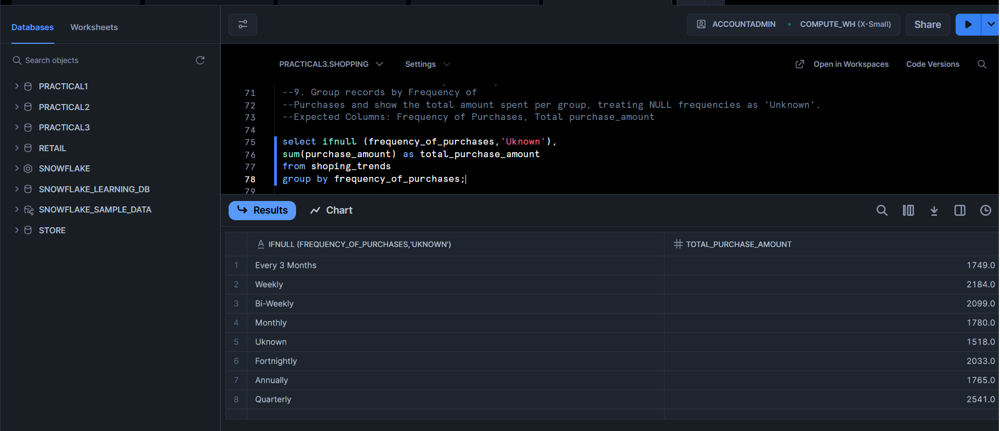 Databases
Worksheets
ACCOUNTADMIN
COMPUTE_WH (X-Small)
Share
Search objects
PRACTICAL1
PRACTICAL2
PRACTICAL3
RETAIL
SNOWFLAKE
SNOWFLAKE_LEARNING_DB
SNOWFLAKE_SAMPLE_DATA
STORE
PRACTICAL3.SHOPPING
Settings
Open in Workspaces
Code Versions
71 --9. Group records by Frequency of
72 --Purchases and show the total amount spent per group, treating NULL frequencies as 'Unknown'.
73 --Expected Columns: Frequency of Purchases, Total purchase_amount
74
75 select ifnull (frequency_of_purchases,'Uknown'),
76 sum(purchase_amount) as total_purchase_amount
77 from shoping_trends
78 group by frequency_of_purchases;
79
Results
Chart
A IFNULL (FREQUENCY_OF_PURCHASES,'UKNOWN') # TOTAL_PURCHASE_AMOUNT
1 Every 3 Months 1749.0
2 Weekly 2184.0
3 Bi-Weekly 2099.0
4 Monthly 1780.0
5 Uknown 1518.0
6 Fortnightly 2033.0
7 Annually 1765.0
8 Quarterly 2541.0